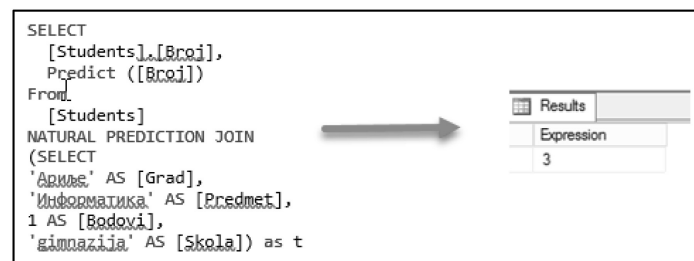 SELECT
[Students].[Broj],
Predict ([Broj])
From
[Students]
NATURAL PREDICTION JOIN
(SELECT
'Ариље' AS [Grad],
'Информатика' AS [Predmet],
1 AS [Bodovi],
'gimnazija' AS [Skola]) as t
Results
Expression
3